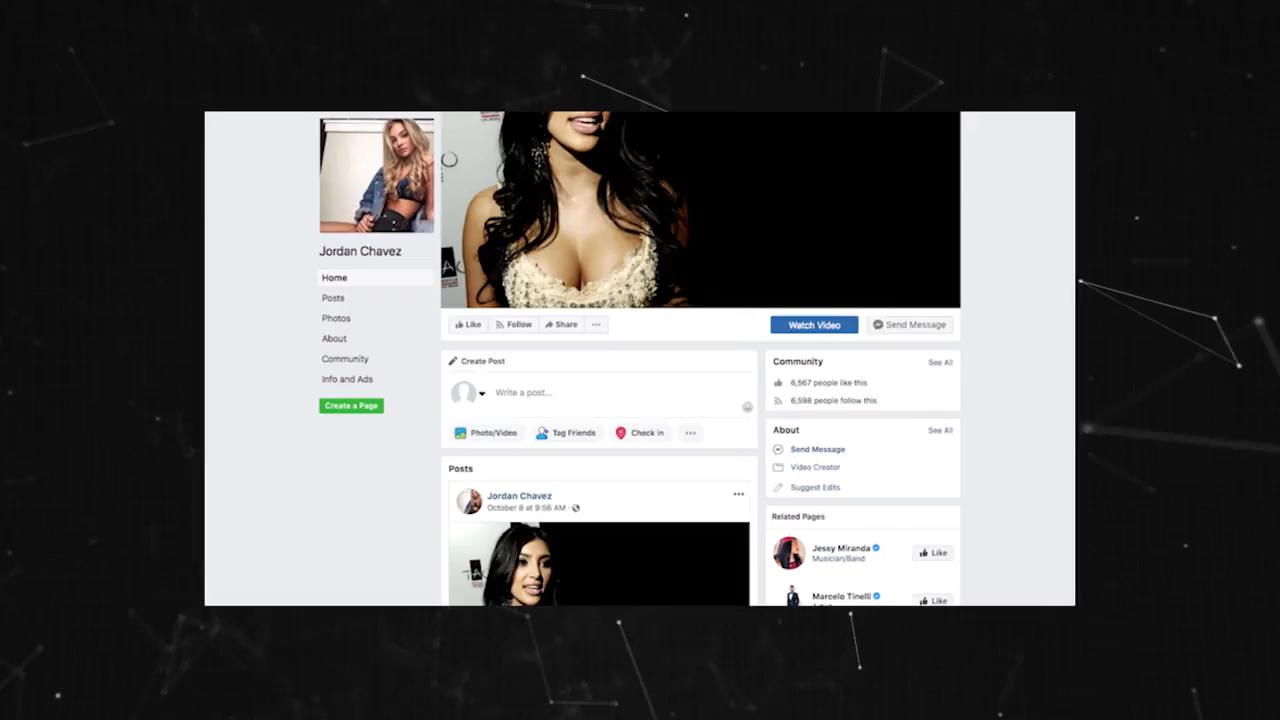 Jordan Chavez
Home
Posts
Photos
About
Community
Info and Ads
Create a Page
Like
Follow
Share
Watch Video
Send Message
Create Post
Write a post...
Photo/Video
Tag Friends
Check in
Posts
Jordan Chavez
October 8 at 9:56 AM ·
Community
See All
6,567 people like this
6,598 people follow this
About
See All
Send Message
Video Creator
Suggest Edits
Related Pages
Jessy Miranda
Musician/Band
Like
Marcelo Tinelli
Like